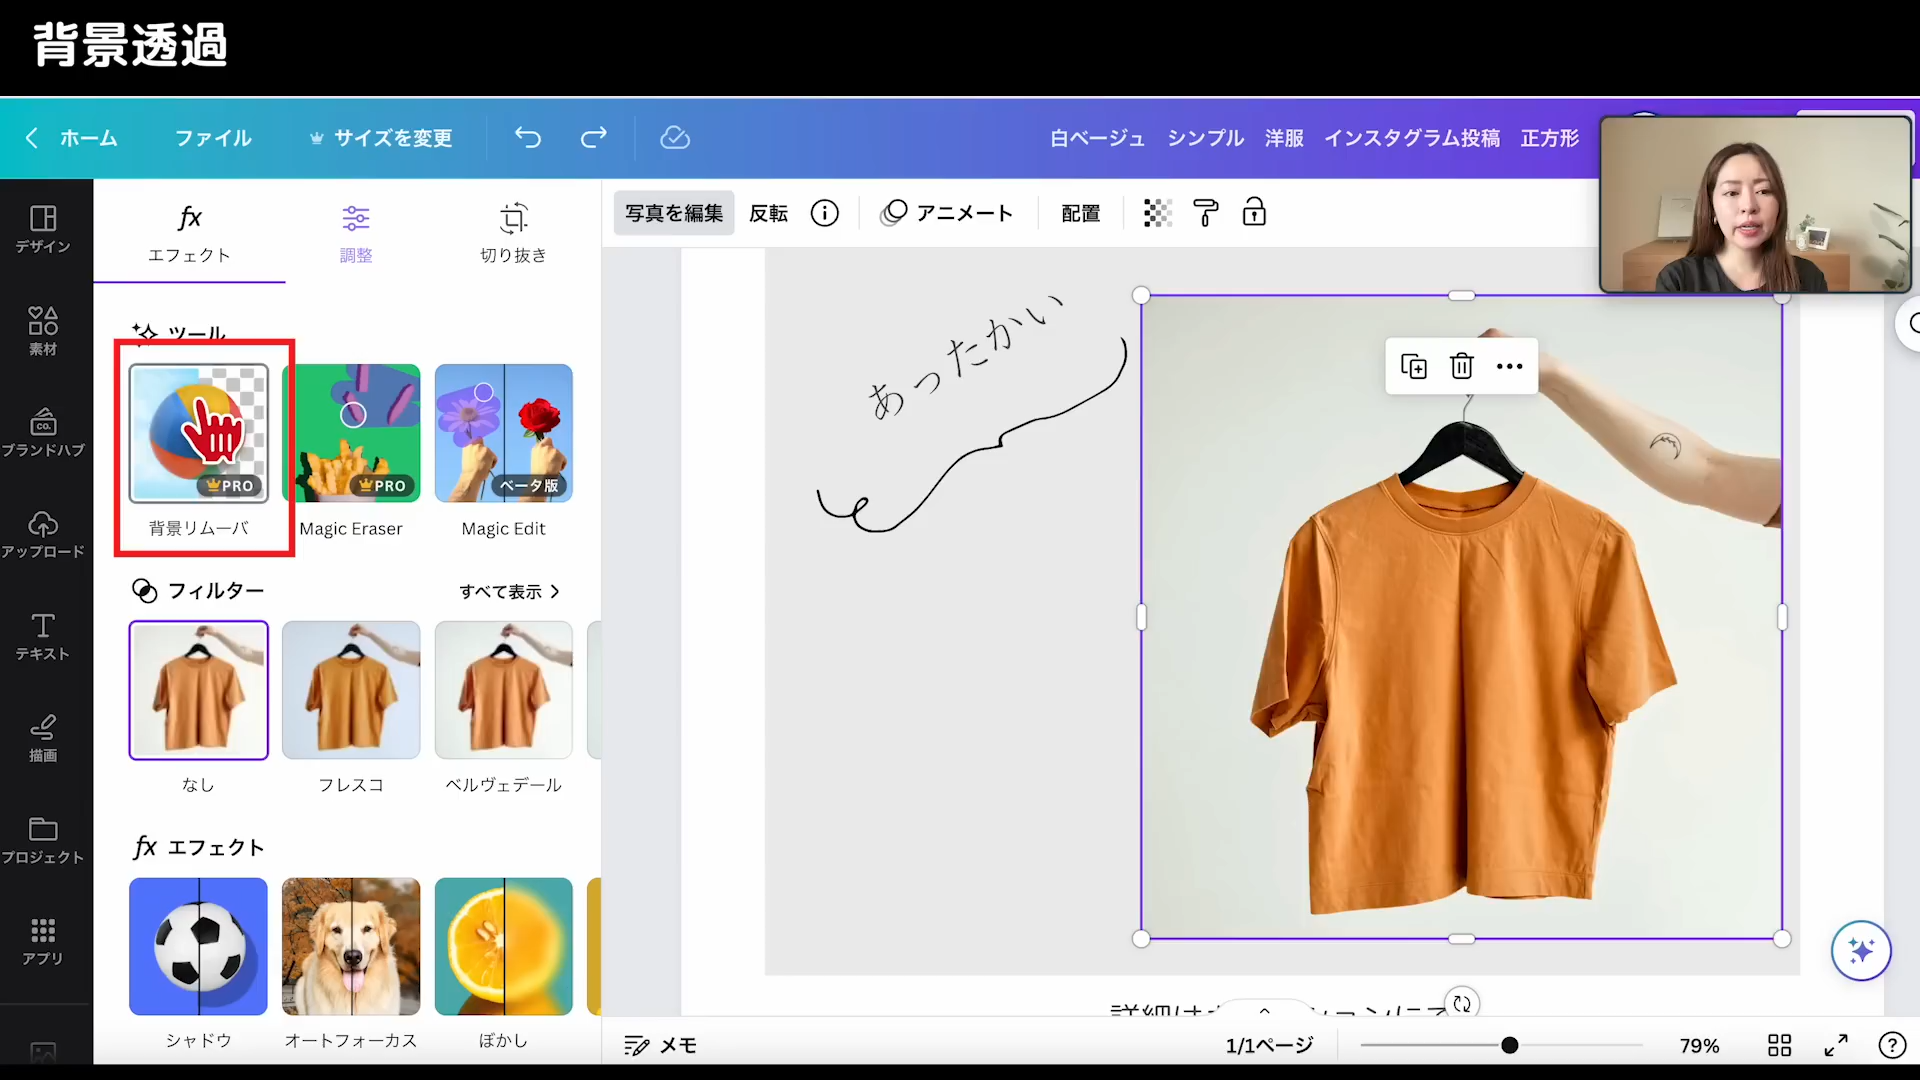 背景透過
ホーム
ファイル
サイズを変更
白ベージュ シンプル 洋服 インスタグラム投稿 正方形
デザイン
素材
CO.
ブランドハブ
アップロード
テキスト
描画
プロジェクト
アプリ
fx
エフェクト
調整
切り抜き
写真を編集
反転
アニメート
配置
ツール
PRO
背景リムーバ
PRO
Magic Eraser
ベータ版
Magic Edit
フィルター
すべて表示
なし
フレスコ
ベルヴェデール
fx エフェクト
シャドウ
オートフォーカス
ぼかし
あったかい
メモ
1/1ページ
79%